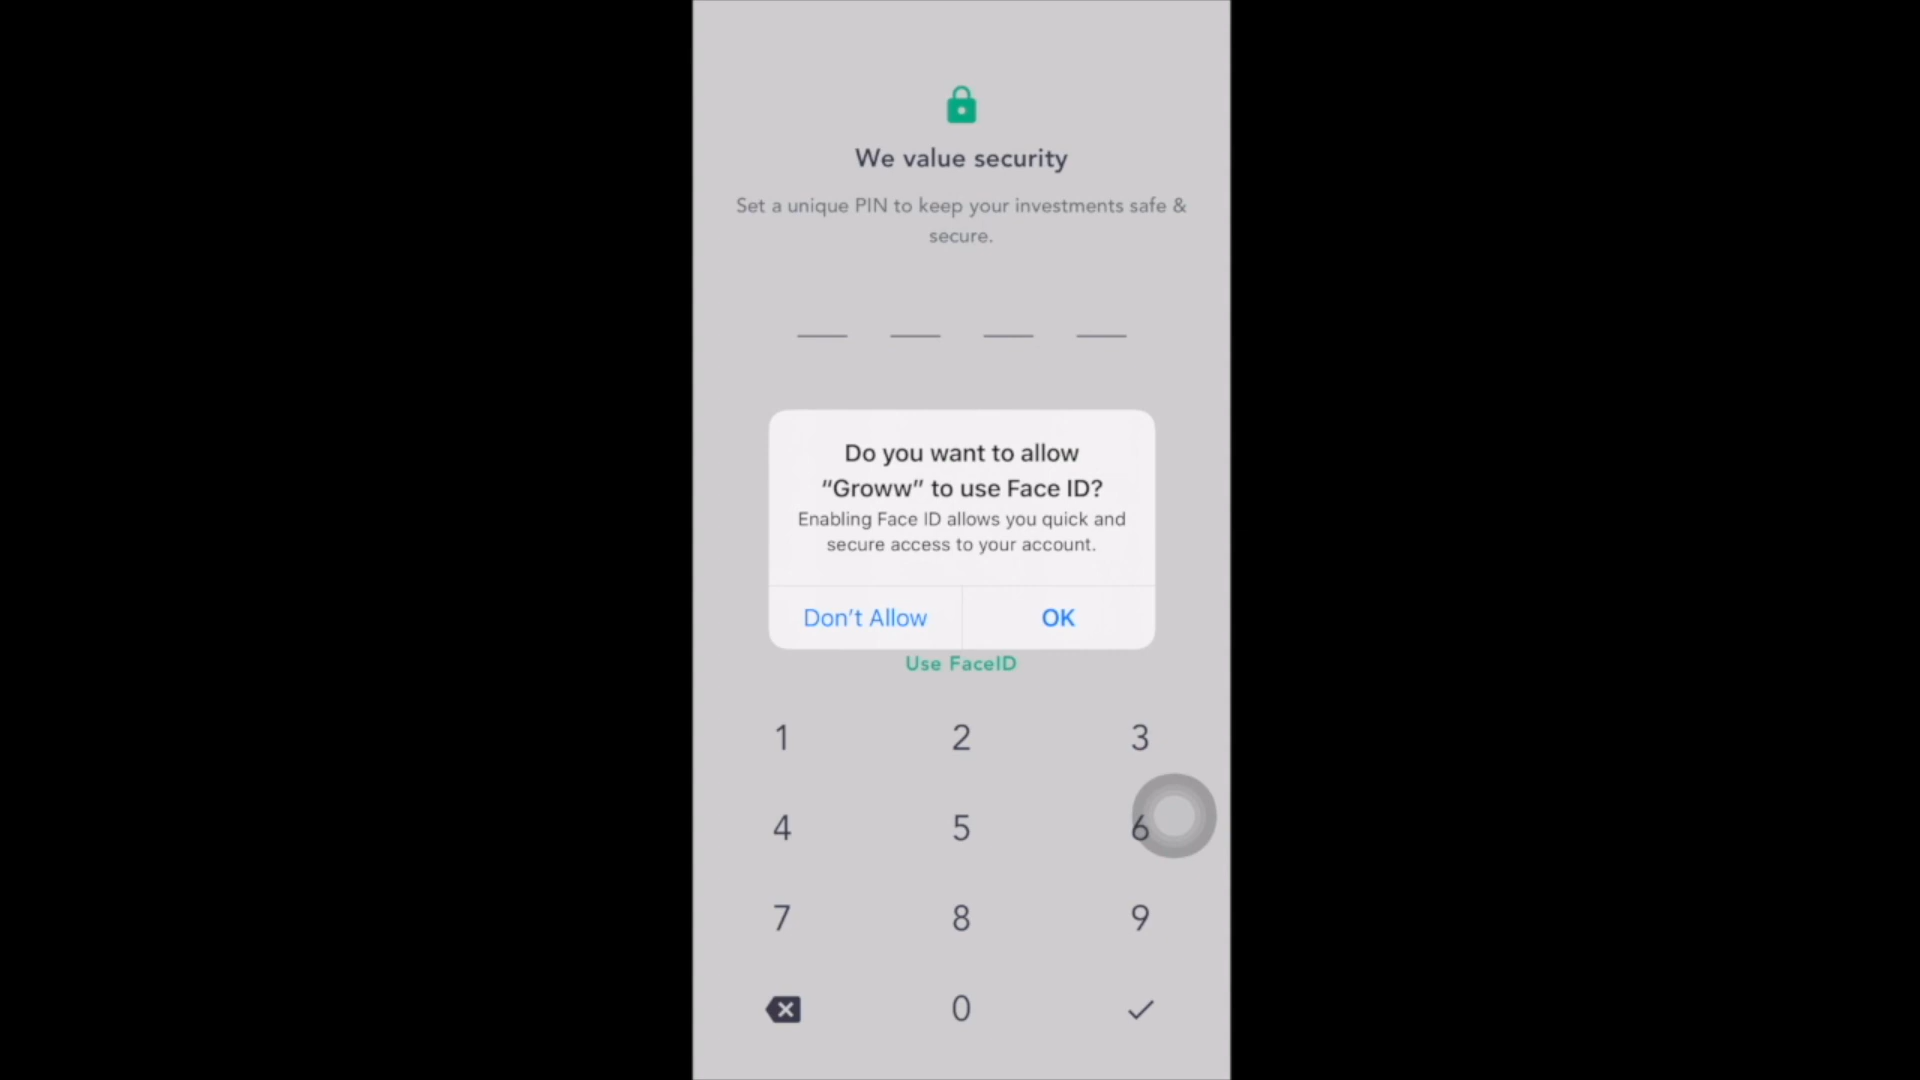 We value security
Set a unique PIN to keep your investments safe &
secure.
Do you want to allow
“Groww” to use Face ID?
Enabling Face ID allows you quick and
secure access to your account.
Don’t Allow OK
Use FaceID
1 2 3
4 5 6
7 8 9
0